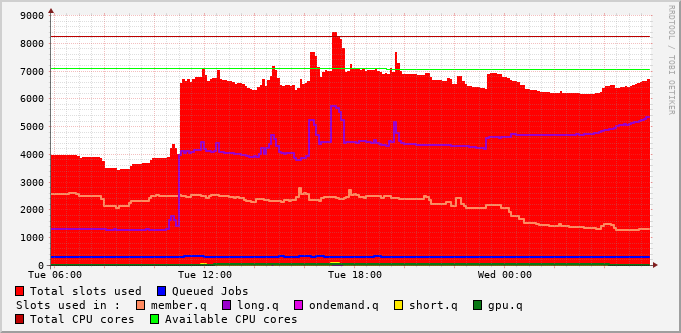 9000
8000
7000
6000
5000
4000
3000
2000
1000
0
Tue 06:00 Tue 12:00 Tue 18:00 Wed 00:00
Total slots used Queued Jobs
Slots used in : member.q long.q ondemand.q short.q gpu.q
Total CPU cores Available CPU cores
RRDTOOL / TOBI OETIKER